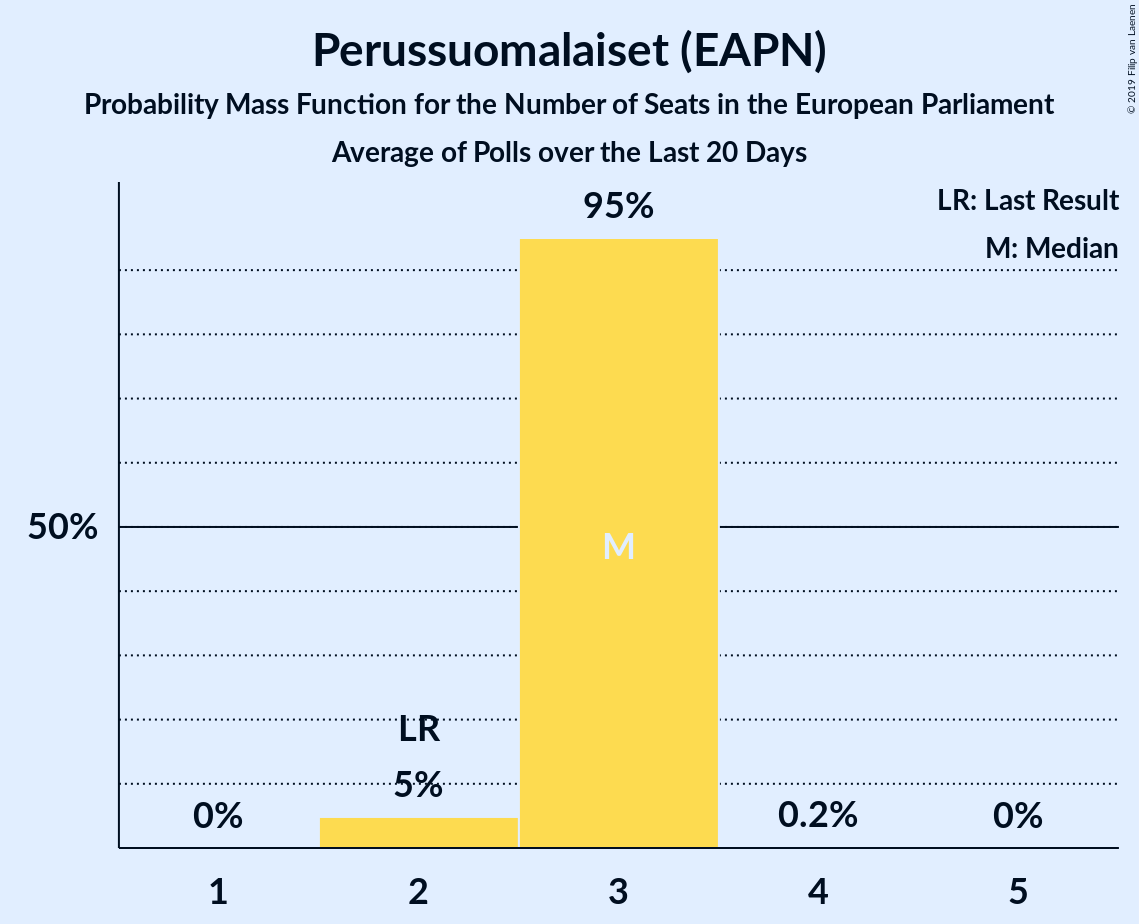 Perussuomalaiset (EAPN)
Probability Mass Function for the Number of Seats in the European Parliament
Average of Polls over the Last 20 Days
© 2019 Filip van Laenen
LR: Last Result
M: Median
95%
50%
M
LR
5%
0%
0.2%
0%
1 2 3 4 5